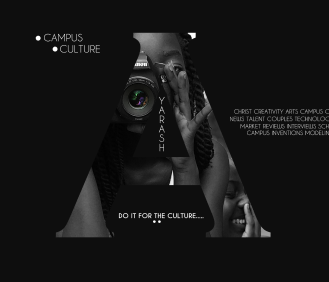 CAMPUS
CULTURE
Canon
YARASH
CHRIST CREATIVITY ARTS CAMPUS C
NEWS TALENT COUPLES TECHNOLOG
MARKET REVIEWS INTERVIEWS SCH
CAMPUS INVENTIONS MODELIN
DO IT FOR THE CULTURE.....